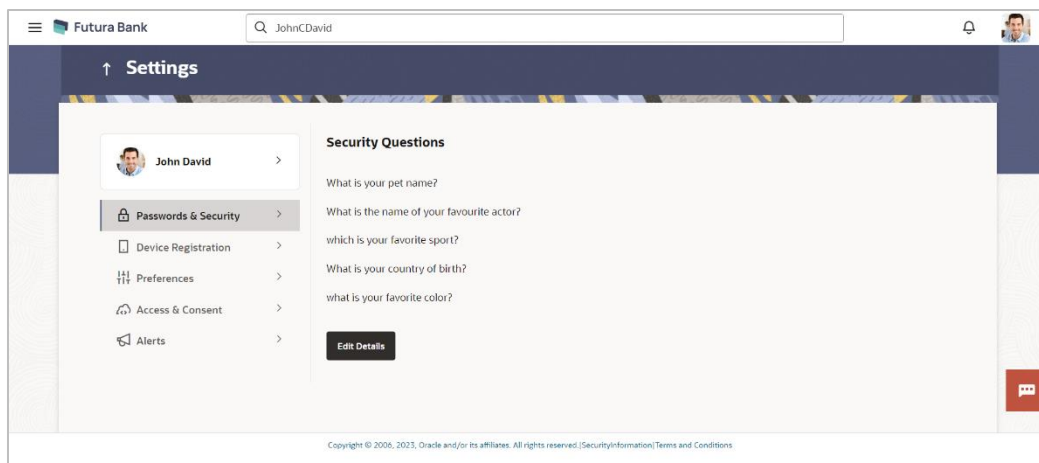 Futura Bank
JohnCDavid
↑ Settings
John David
Passwords & Security
Device Registration
Preferences
Access & Consent
Alerts
Security Questions
What is your pet name?
What is the name of your favourite actor?
which is your favorite sport?
What is your country of birth?
what is your favorite color?
Edit Details
Copyright © 2006, 2023, Oracle and/or its affiliates. All rights reserved.|SecurityInformation|Terms and Conditions